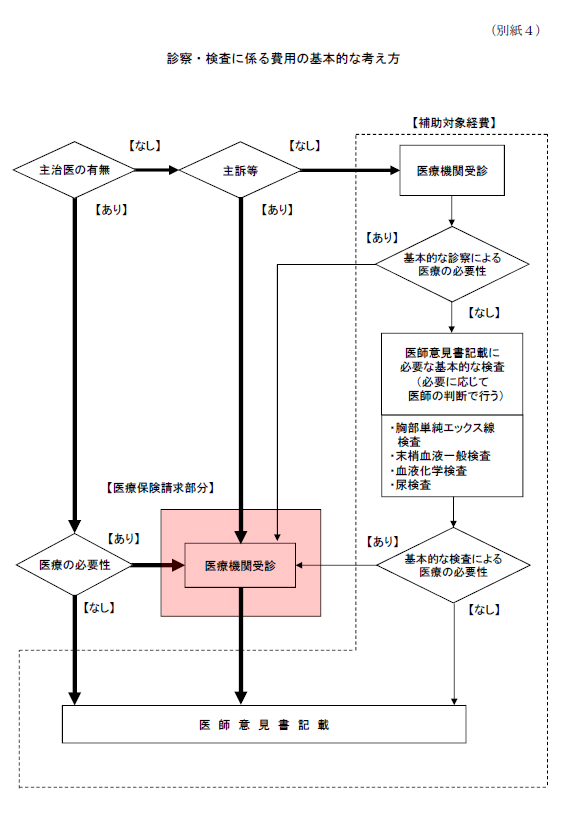 （別紙４）
診察・検査に係る費用の基本的な考え方
【補助対象経費】
【なし】
【なし】
主治医の有無
主訴等
医療機関受診
【あり】
【あり】
【あり】
基本的な診察による
医療の必要性
【なし】
医師意見書記載に
必要な基本的な検査
（必要に応じて
医師の判断で行う）
・胸部単純エックス線
検査
・末梢血液一般検査
・血液化学検査
・尿検査
【医療保険請求部分】
【あり】
【あり】
医療の必要性
医療機関受診
基本的な検査による
医療の必要性
【なし】
【なし】
医師意見書記載